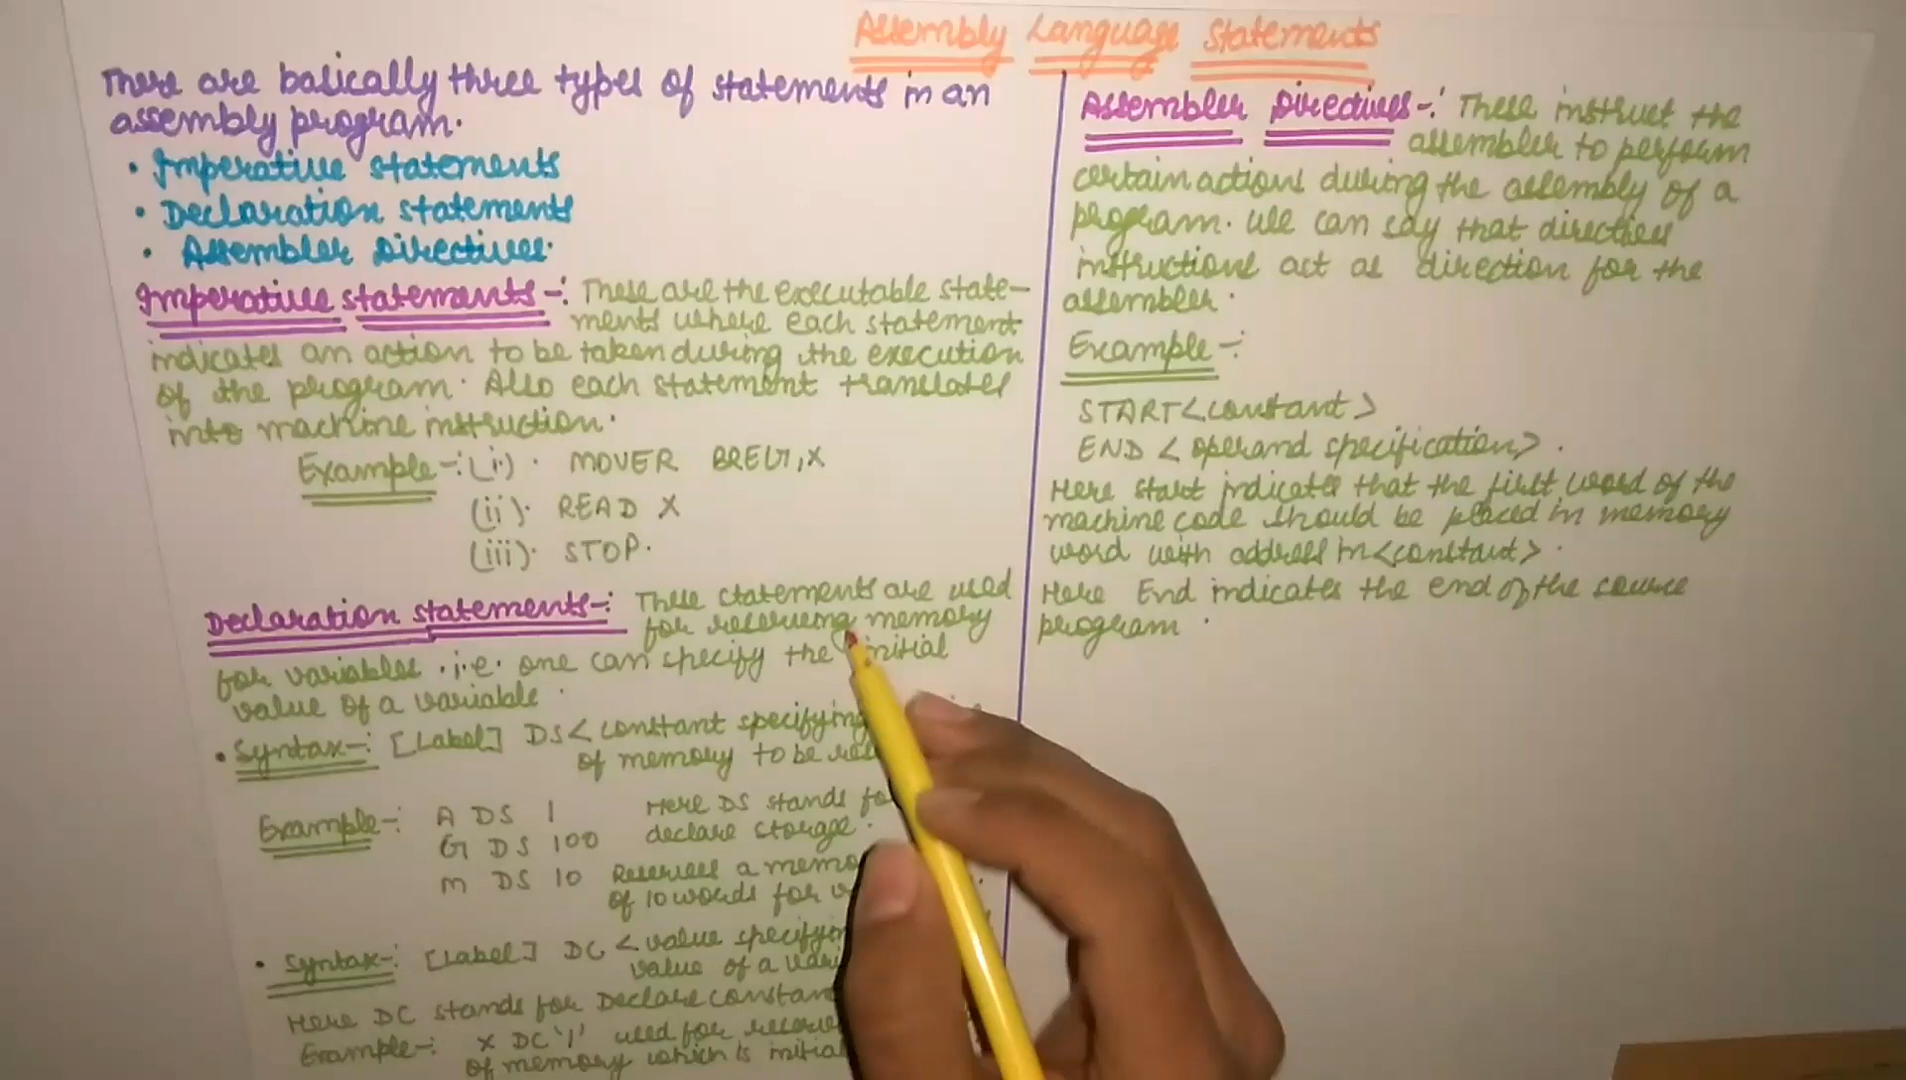 Assembly Language Statements
There are basically three types of statements in an
assembly program.
• Imperative statements
• Declaration statements
• Assembler Directives.
Imperative statements -: These are the executable state-
ments where each statement
indicates an action to be taken during the execution
of the program. Also each statement translates
into machine instruction.
Example -: (i). MOVER BREG, X
(ii). READ X
(iii). STOP.
Declaration statements -: These statements are used
for reserving memory
for variables. i.e. one can specify the initial
value of a variable.
• Syntax -: [Label] DS < constant specifying
of memory to be
Example -: A DS 1 Here DS stands
G DS 100 declare storage.
M DS 10 Reserves a
of 10 words for
• Syntax -: [Label] DC < value
value of a
Here DC stands for Declare
Example -: X DC '1' used for
of memory which is
Assembler Directives -: These instruct the
assembler to perform
certain actions during the assembly of a
program. We can say that directives
instructions act as direction for the
assembler.
Example -:
START <constant>
END < operand specification>.
Here start indicates that the first word of the
machine code should be placed in memory
word with address in <constant>.
Here End indicates the end of the source
program.